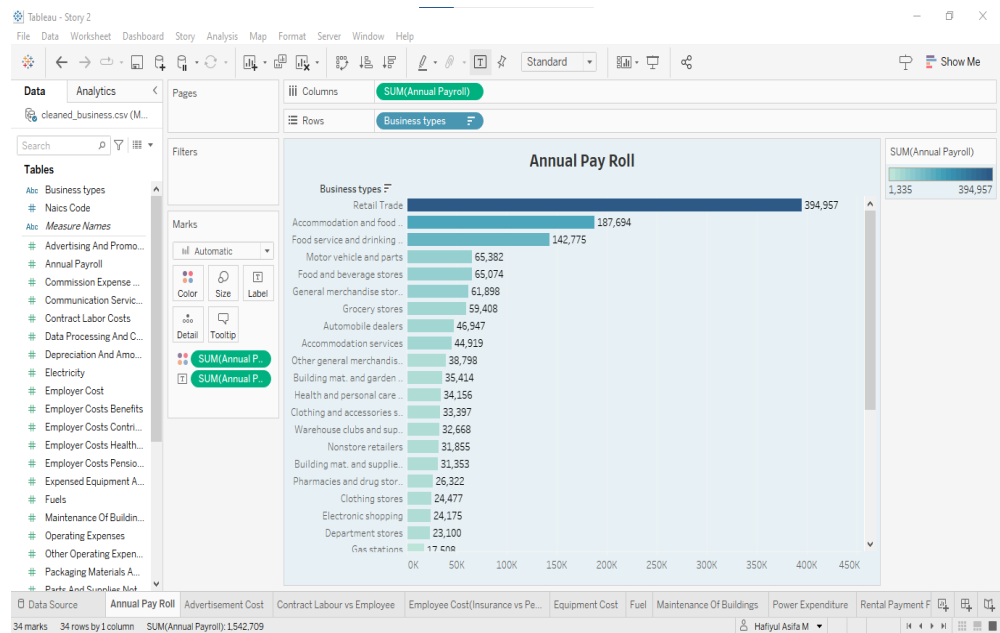 Tableau - Story 2
File Data Worksheet Dashboard Story Analysis Map Format Server Window Help
Standard
Show Me
Data Analytics
cleaned_business.csv (M...
Search
Tables
Abc Business types
# Naics Code
Abc Measure Names
# Advertising And Promo...
# Annual Payroll
# Commission Expense ...
# Communication Servic...
# Contract Labor Costs
# Data Processing And C...
# Depreciation And Amo...
# Electricity
# Employer Cost
# Employer Costs Benefits
# Employer Costs Contri...
# Employer Costs Health...
# Employer Costs Pensio...
# Expensed Equipment A...
# Fuels
# Maintenance Of Buildin...
# Operating Expenses
# Other Operating Expen...
# Packaging Materials A...
# Parts And Supplies Not
Pages
Filters
Marks
Automatic
Color Size Label
Detail Tooltip
SUM(Annual P..
SUM(Annual P..
Columns SUM(Annual Payroll)
Rows Business types
Annual Pay Roll
Business types
Retail Trade 394,957
Accommodation and food .. 187,694
Food service and drinking .. 142,775
Motor vehicle and parts 65,382
Food and beverage stores 65,074
General merchandise stor.. 61,898
Grocery stores 59,408
Automobile dealers 46,947
Accommodation services 44,919
Other general merchandis.. 38,798
Building mat. and garden .. 35,414
Health and personal care .. 34,156
Clothing and accessories s.. 33,397
Warehouse clubs and sup.. 32,668
Nonstore retailers 31,855
Building mat. and supplie.. 31,353
Pharmacies and drug stor.. 26,322
Clothing stores 24,477
Electronic shopping 24,175
Department stores 23,100
Gas stations 17,508
0K 50K 100K 150K 200K 250K 300K 350K 400K 450K
SUM(Annual Payroll)
1,335 394,957
Data Source Annual Pay Roll Advertisement Cost Contract Labour vs Employee Employee Cost(Insurance vs Pe... Equipment Cost Fuel Maintenance Of Buildings Power Expenditure Rental Payment F
34 marks 34 rows by 1 column SUM(Annual Payroll): 1,542,709 Hafiyul Asifa M